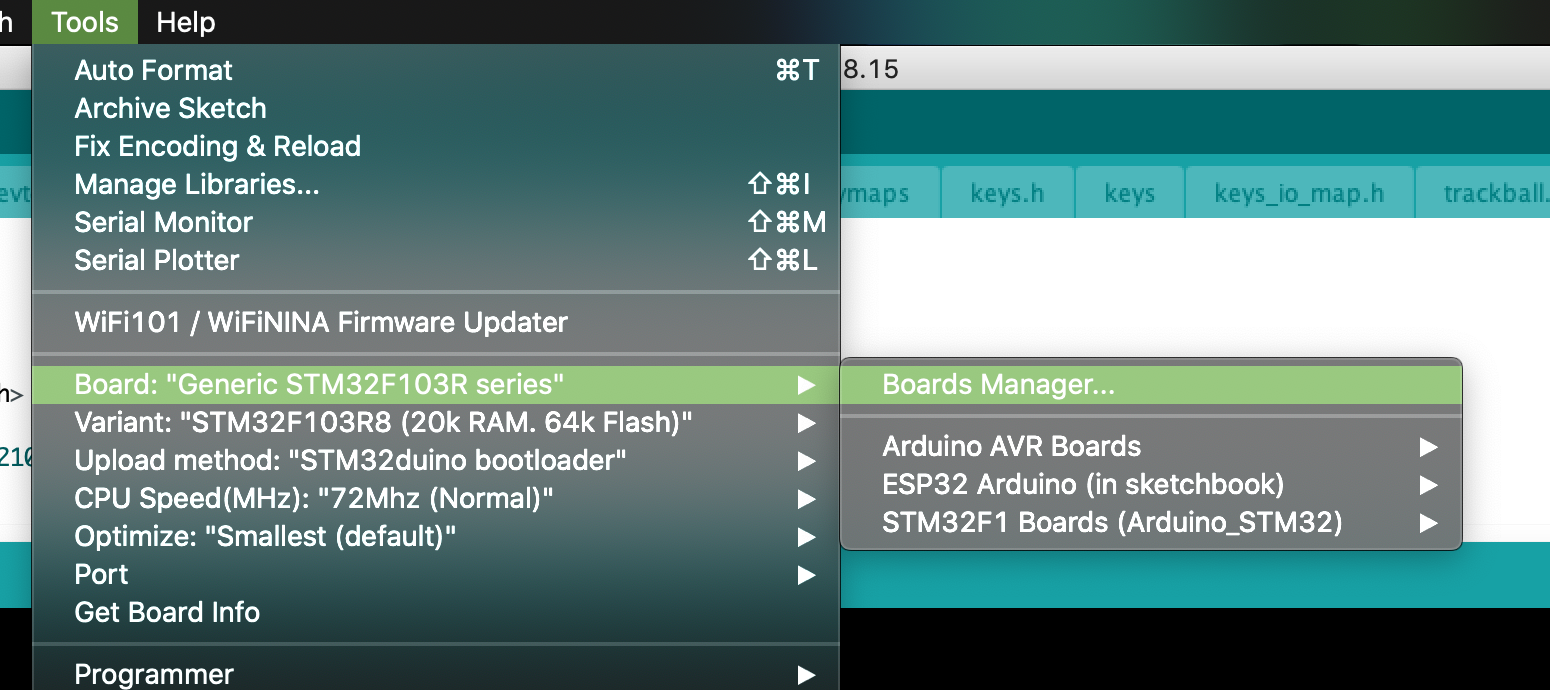 h Tools Help
Auto Format ⌘T 8.15
Archive Sketch
Fix Encoding & Reload
Manage Libraries... ⇧⌘I
evt ymaps keys.h keys keys_io_map.h trackball.
Serial Monitor ⇧⌘M
Serial Plotter ⇧⌘L
WiFi101 / WiFiNINA Firmware Updater
h> Board: "Generic STM32F103R series" ▶ Boards Manager...
Variant: "STM32F103R8 (20k RAM. 64k Flash)" ▶
Arduino AVR Boards ▶
210 Upload method: "STM32duino bootloader" ▶
ESP32 Arduino (in sketchbook) ▶
CPU Speed(MHz): "72Mhz (Normal)" ▶
STM32F1 Boards (Arduino_STM32) ▶
Optimize: "Smallest (default)" ▶
Port ▶
Get Board Info
Programmer ▶